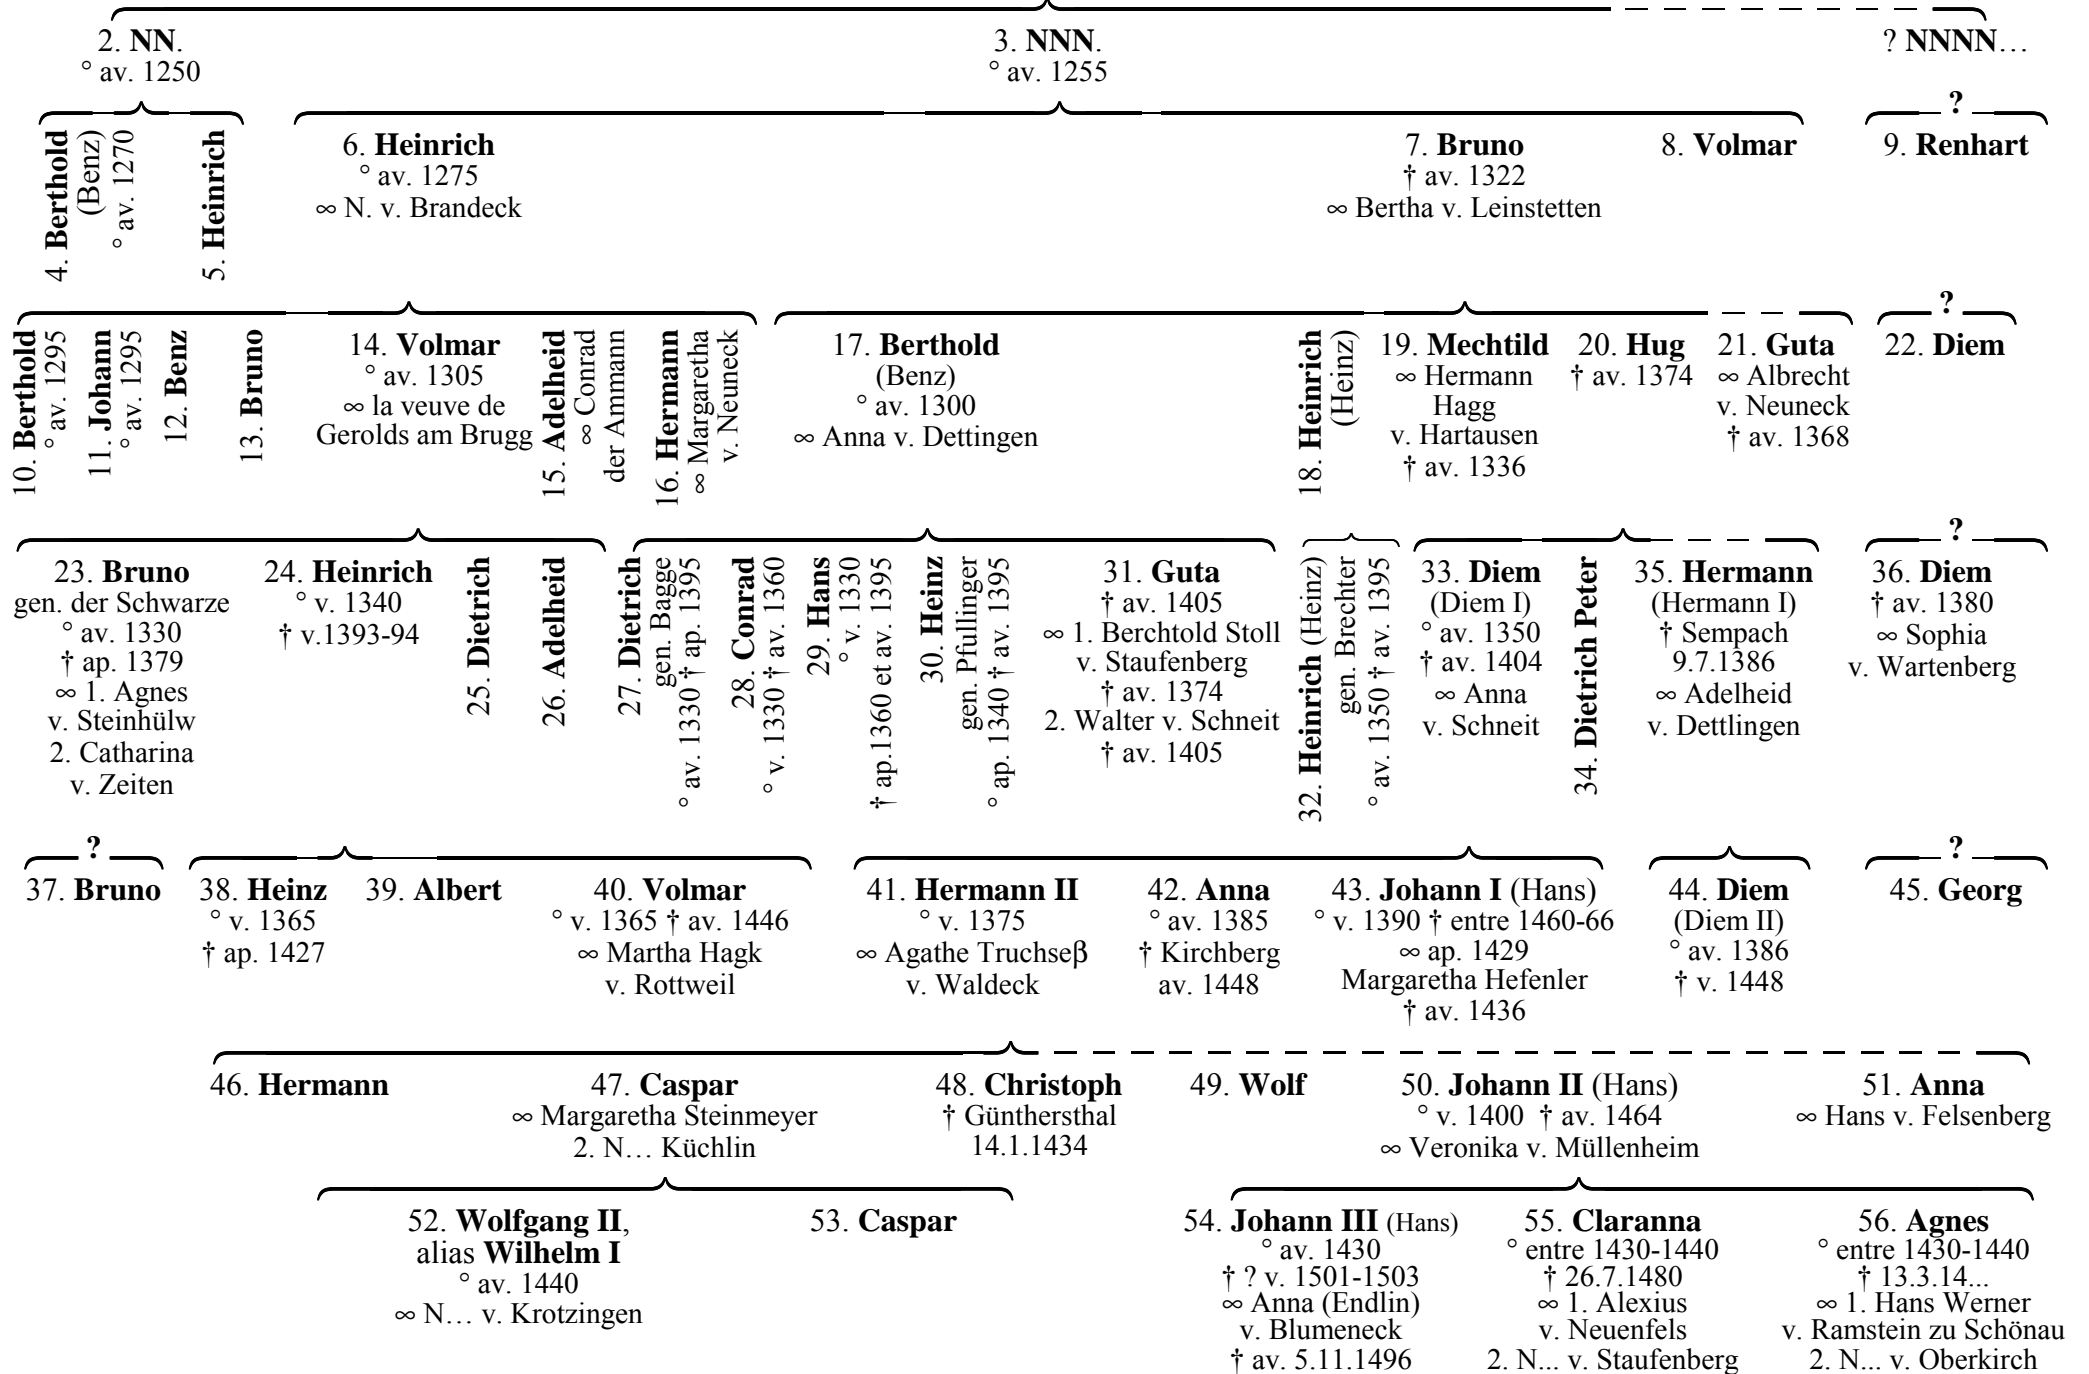 2. NN.
° av. 1250
3. NNN.
° av. 1255
? NNNN…
?
4. Berthold
(Benz)
° av. 1270
5. Heinrich
6. Heinrich
° av. 1275
∞ N. v. Brandeck
7. Bruno
† av. 1322
∞ Bertha v. Leinstetten
8. Volmar
9. Renhart
?
10. Berthold
° av. 1295
11. Johann
° av. 1295
12. Benz
13. Bruno
14. Volmar
° av. 1305
∞ la veuve de
Gerolds am Brugg
15. Adelheid
∞ Conrad
der Ammann
16. Hermann
∞ Margaretha
v. Neuneck
17. Berthold
(Benz)
° av. 1300
∞ Anna v. Dettingen
18. Heinrich
(Heinz)
19. Mechtild
∞ Hermann
Hagg
v. Hartausen
† av. 1336
20. Hug
† av. 1374
21. Guta
∞ Albrecht
v. Neuneck
† av. 1368
22. Diem
?
23. Bruno
gen. der Schwarze
° av. 1330
† ap. 1379
∞ 1. Agnes
v. Steinhülw
2. Catharina
v. Zeiten
24. Heinrich
° v. 1340
† v.1393-94
25. Dietrich
26. Adelheid
27. Dietrich
gen. Bagge
° av. 1330 † ap. 1395
28. Conrad
° v. 1330 † av. 1360
29. Hans
° v. 1330
† ap.1360 et av. 1395
30. Heinz
gen. Pfullinger
° ap. 1340 † av. 1395
31. Guta
† av. 1405
∞ 1. Berchtold Stoll
v. Staufenberg
† av. 1374
2. Walter v. Schneit
† av. 1405
32. Heinrich (Heinz)
gen. Brechter
° av. 1350 † av. 1395
33. Diem
(Diem I)
° av. 1350
† av. 1404
∞ Anna
v. Schneit
34. Dietrich Peter
35. Hermann
(Hermann I)
† Sempach
9.7.1386
∞ Adelheid
v. Dettlingen
36. Diem
† av. 1380
∞ Sophia
v. Wartenberg
?
37. Bruno
38. Heinz
° v. 1365
† ap. 1427
39. Albert
40. Volmar
° v. 1365 † av. 1446
∞ Martha Hagk
v. Rottweil
41. Hermann II
° v. 1375
∞ Agathe Truchseβ
v. Waldeck
42. Anna
° av. 1385
† Kirchberg
av. 1448
43. Johann I (Hans)
° v. 1390 † entre 1460-66
∞ ap. 1429
Margaretha Hefenler
† av. 1436
44. Diem
(Diem II)
° av. 1386
† v. 1448
?
45. Georg
46. Hermann
47. Caspar
∞ Margaretha Steinmeyer
2. N… Küchlin
48. Christoph
† Günthersthal
14.1.1434
49. Wolf
50. Johann II (Hans)
° v. 1400 † av. 1464
∞ Veronika v. Müllenheim
51. Anna
∞ Hans v. Felsenberg
52. Wolfgang II,
alias Wilhelm I
° av. 1440
∞ N… v. Krotzingen
53. Caspar
54. Johann III (Hans)
° av. 1430
† ? v. 1501-1503
∞ Anna (Endlin)
v. Blumeneck
† av. 5.11.1496
55. Claranna
° entre 1430-1440
† 26.7.1480
∞ 1. Alexius
v. Neuenfels
2. N... v. Staufenberg
56. Agnes
° entre 1430-1440
† 13.3.14...
∞ 1. Hans Werner
v. Ramstein zu Schönau
2. N... v. Oberkirch